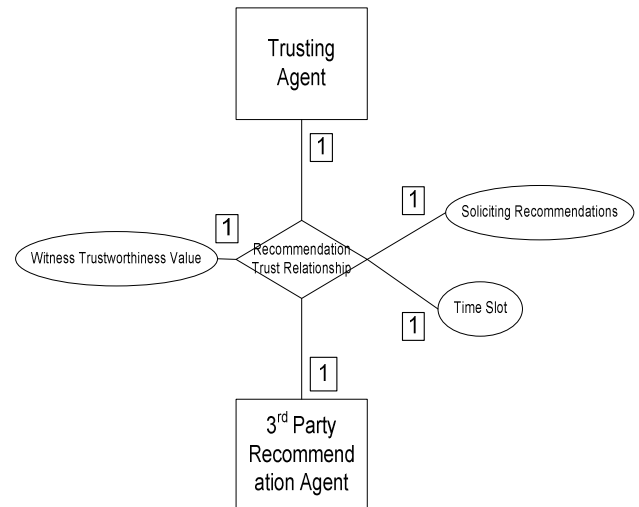 Trusting
Agent
1
1
Soliciting Recommendations
1
Recommendation
Trust Relationship
Witness Trustworthiness Value
Time Slot
1
1
3rd Party
Recommend
ation Agent